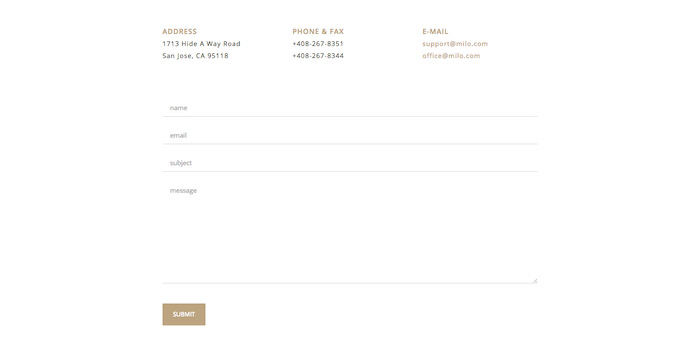 ADDRESS
1713 Hide A Way Road
San Jose, CA 95118
PHONE & FAX
+408-267-8351
+408-267-8344
E-MAIL
support@milo.com
office@milo.com
name
email
subject
message
SUBMIT